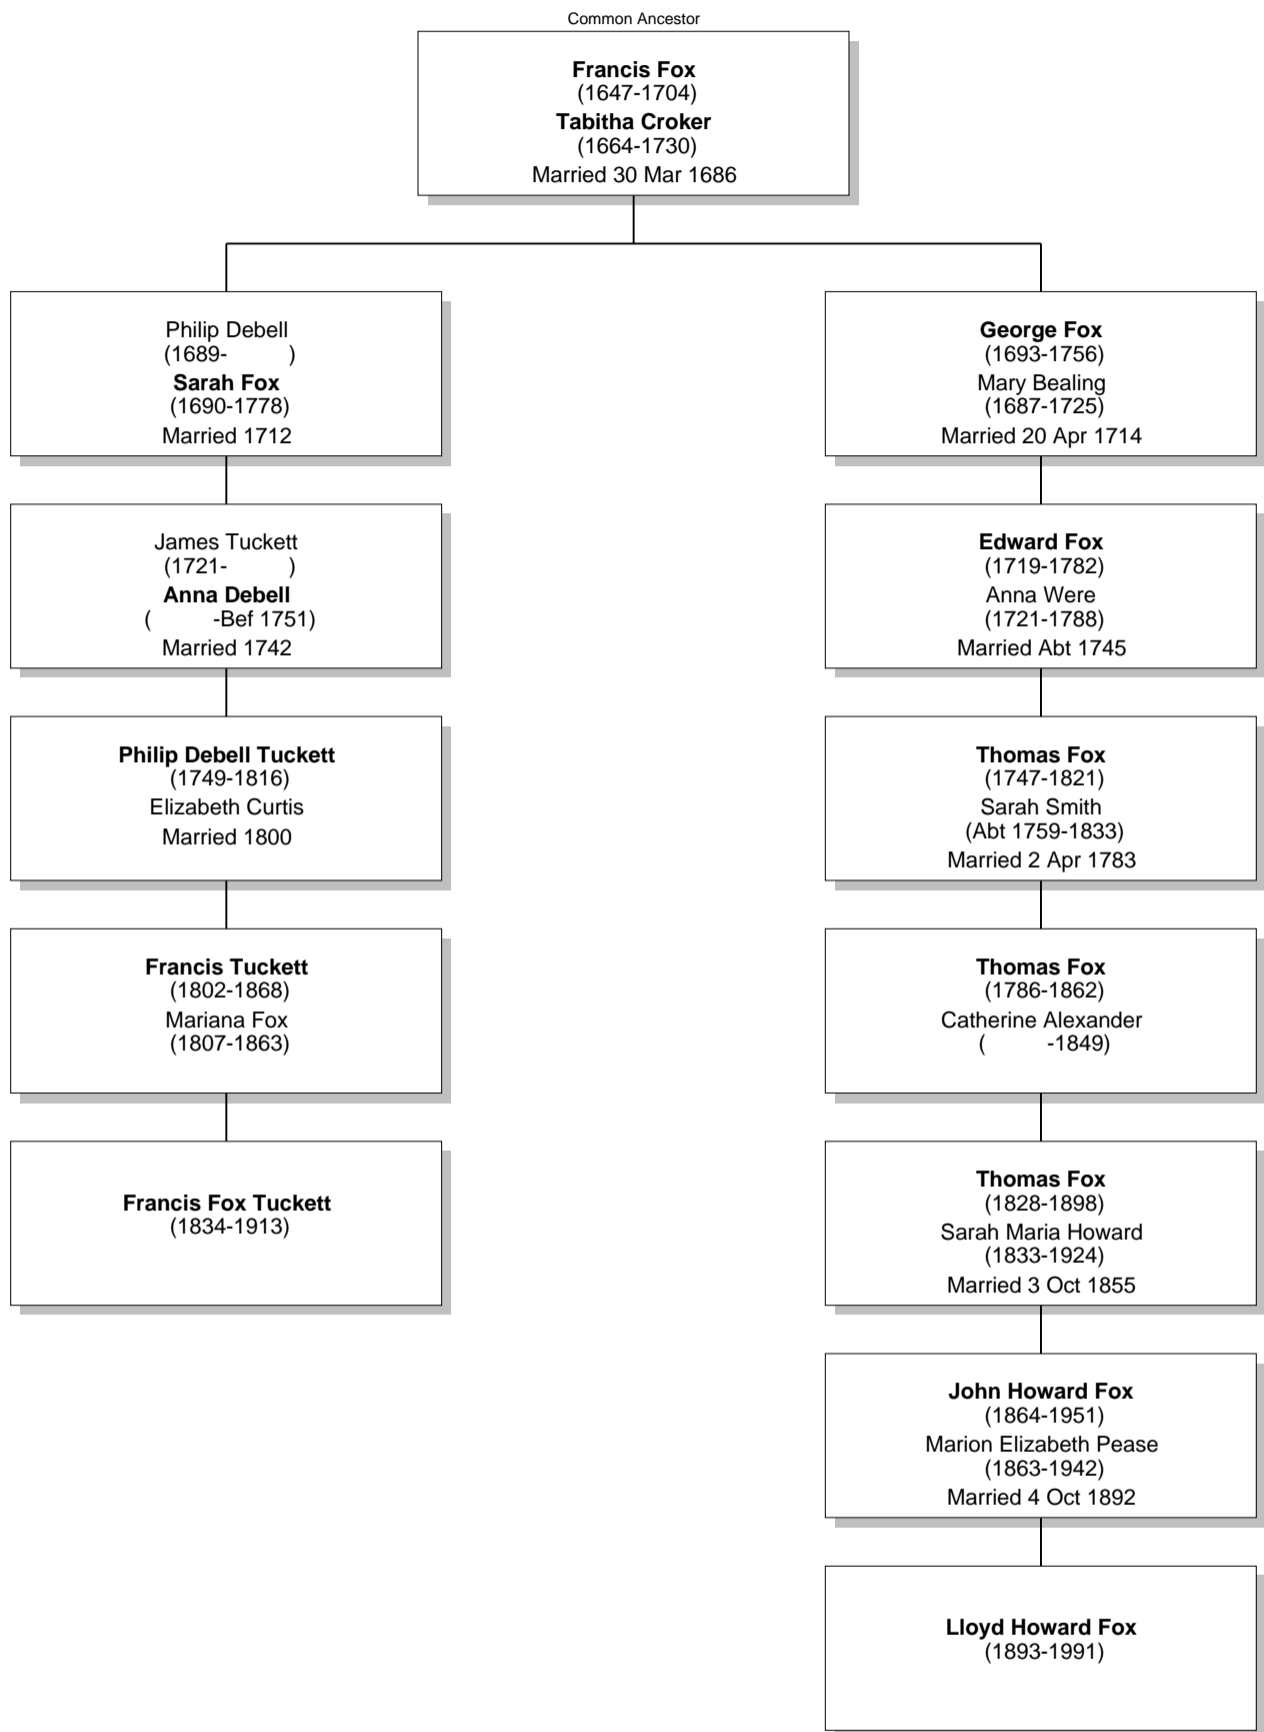 Common Ancestor
Francis Fox
(1647-1704)
Tabitha Croker
(1664-1730)
Married 30 Mar 1686
Philip Debell
(1689- )
Sarah Fox
(1690-1778)
Married 1712
George Fox
(1693-1756)
Mary Bealing
(1687-1725)
Married 20 Apr 1714
James Tuckett
(1721- )
Anna Debell
( -Bef 1751)
Married 1742
Edward Fox
(1719-1782)
Anna Were
(1721-1788)
Married Abt 1745
Philip Debell Tuckett
(1749-1816)
Elizabeth Curtis
Married 1800
Thomas Fox
(1747-1821)
Sarah Smith
(Abt 1759-1833)
Married 2 Apr 1783
Francis Tuckett
(1802-1868)
Mariana Fox
(1807-1863)
Thomas Fox
(1786-1862)
Catherine Alexander
( -1849)
Francis Fox Tuckett
(1834-1913)
Thomas Fox
(1828-1898)
Sarah Maria Howard
(1833-1924)
Married 3 Oct 1855
John Howard Fox
(1864-1951)
Marion Elizabeth Pease
(1863-1942)
Married 4 Oct 1892
Lloyd Howard Fox
(1893-1991)